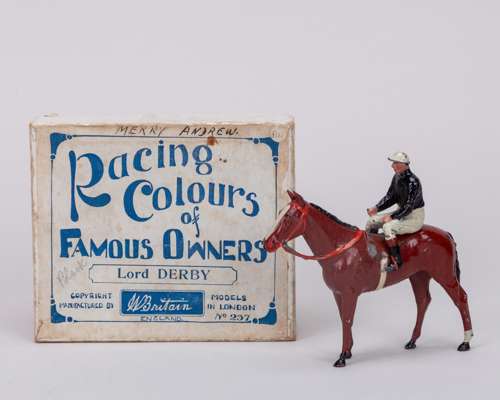 MERRY ANDREW.
Racing
Colours
of
FAMOUS OWNERS
Lord DERBY
Black
COPYRIGHT MODELS
MANUFACTURED BY W.Britain IN LONDON
ENGLAND Nº 237